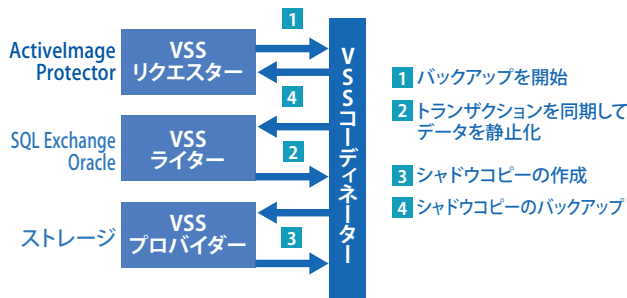 1
ActiveImage
Protector
VSS
リクエスター
4
SQL Exchange
Oracle
VSS
ライター
2
ストレージ
VSS
プロバイダー
3
VSSコーディネーター
1 バックアップを開始
2 トランザクションを同期して
データを静止化
3 シャドウコピーの作成
4 シャドウコピーのバックアップ